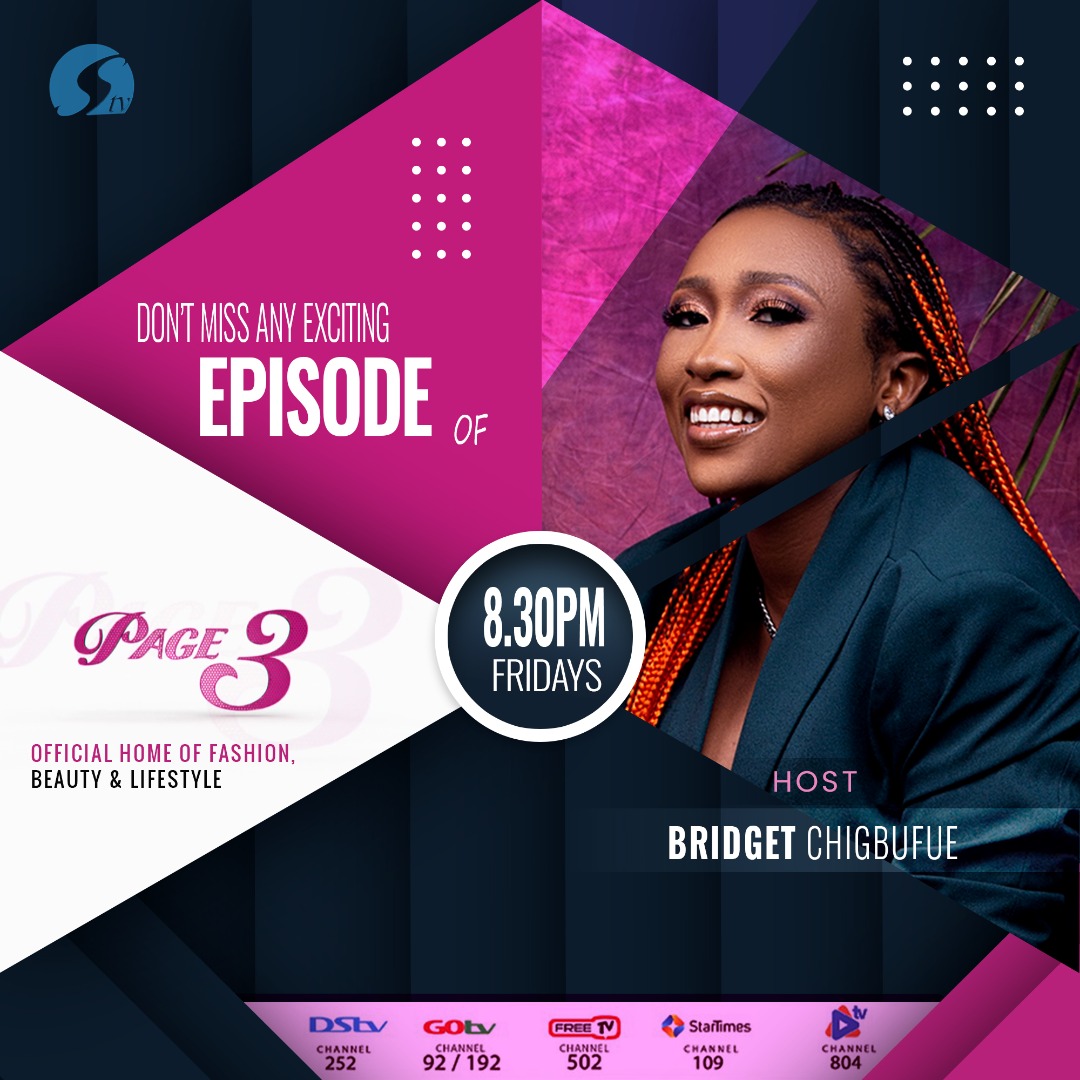 Stv
DON'T MISS ANY EXCITING
EPISODE OF
PAGE 3
8.30PM
FRIDAYS
OFFICIAL HOME OF FASHION,
BEAUTY & LIFESTYLE
HOST
BRIDGET CHIGBUFUE
DStv
CHANNEL
252
GOtv
CHANNEL
92 / 192
FREE TV
CHANNEL
502
StarTimes
CHANNEL
109
tv
CHANNEL
804